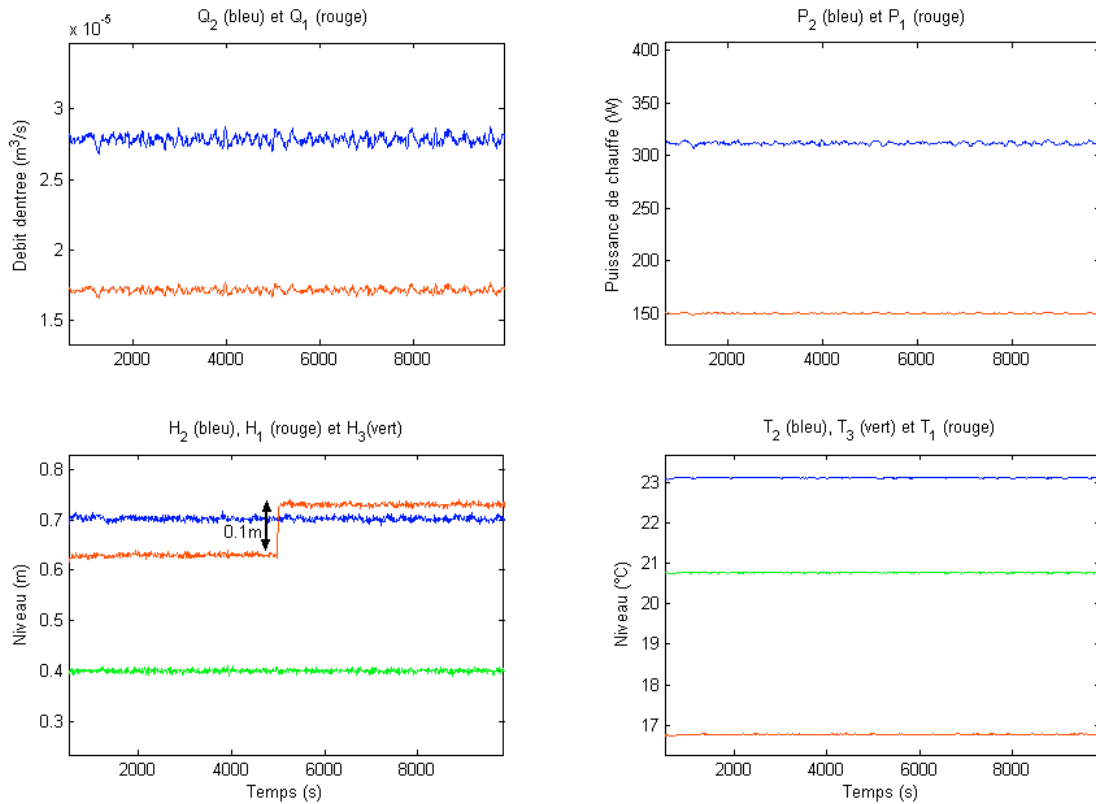 Q2 (bleu) et Q1 (rouge)
x 10-5
3
2.5
2
1.5
Debit dentree (m3/s)
2000 4000 6000 8000
P2 (bleu) et P1 (rouge)
400
350
300
250
200
150
Puissance de chauffe (W)
2000 4000 6000 8000
H2 (bleu), H1 (rouge) et H3(vert)
0.8
0.7
0.6
0.5
0.4
0.3
Niveau (m)
0.1m
2000 4000 6000 8000
Temps (s)
T2 (bleu), T3 (vert) et T1 (rouge)
23
22
21
20
19
18
17
Niveau (°C)
2000 4000 6000 8000
Temps (s)